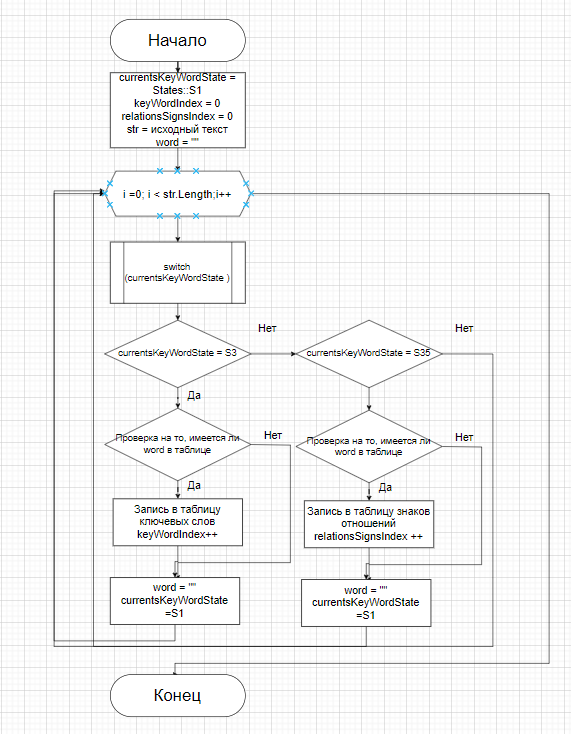 Начало
currentsKeyWordState =
States::S1
keyWordIndex = 0
relationsSignsIndex = 0
str = исходный текст
word = ""
i =0; i < str.Length;i++
switch
(currentsKeyWordState )
Нет
Нет
currentsKeyWordState = S3
currentsKeyWordState = S35
Да
Проверка на то, имеется ли
word в таблице
Нет
Проверка на то, имеется ли
word в таблице
Нет
Да
Да
Запись в таблицу
ключевых слов
keyWordIndex++
Запись в таблицу знаков
отношений
relationsSignsIndex ++
word = ""
currentsKeyWordState
=S1
word = ""
currentsKeyWordState
=S1
Конец